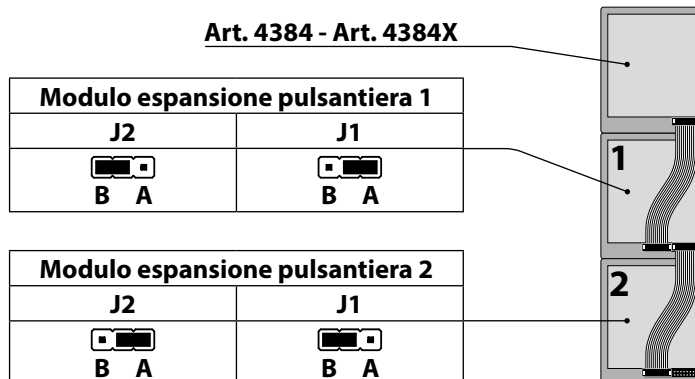 Art. 4384 - Art. 4384X
Modulo espansione pulsantiera 1
J2 J1
B A B A
Modulo espansione pulsantiera 2
J2 J1
B A B A
1
2